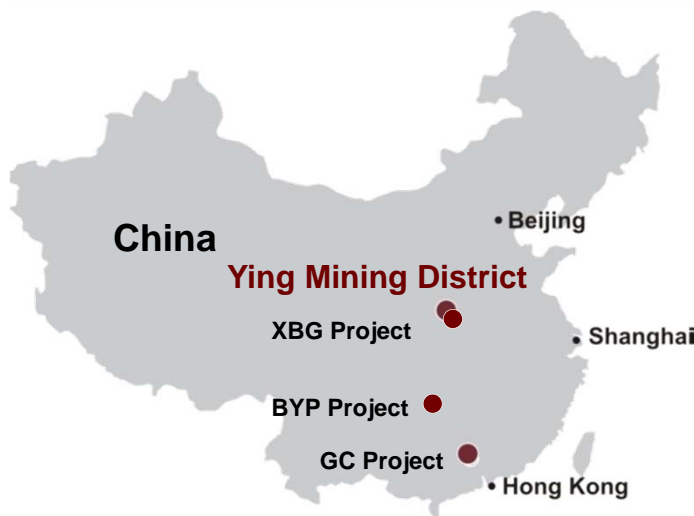 Beijing
China
Ying Mining District
XBG Project
Shanghai
BYP Project
GC Project
Hong Kong